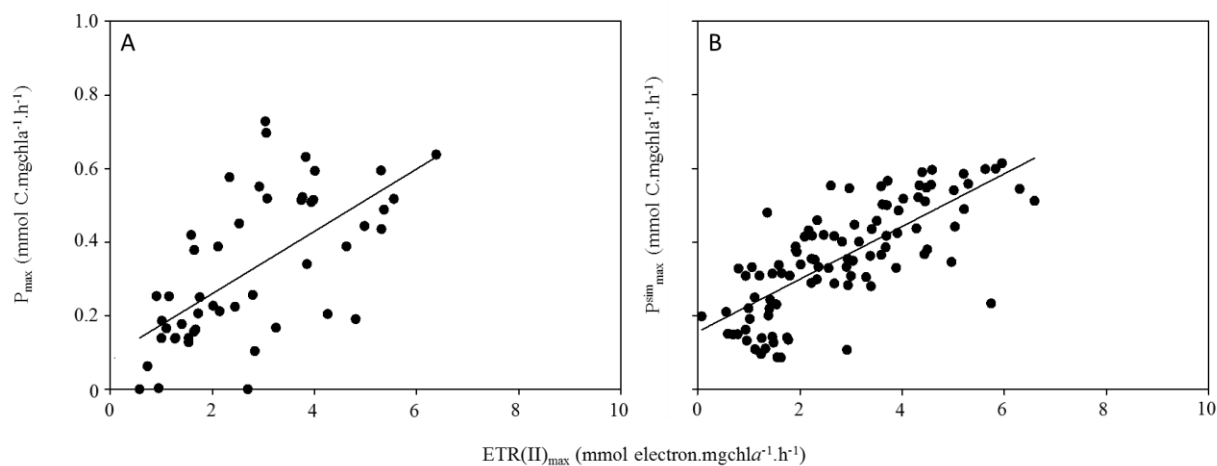 A
1.0
0.8
0.6
0.4
0.2
0
0 2 4 6 8 10
Pmax (mmol C.mgchla⁻¹.h⁻¹)
B
0 2 4 6 8 10
Pˢⁱᵐmax (mmol C.mgchla⁻¹.h⁻¹)
ETR(II)max (mmol electron.mgchla⁻¹.h⁻¹)